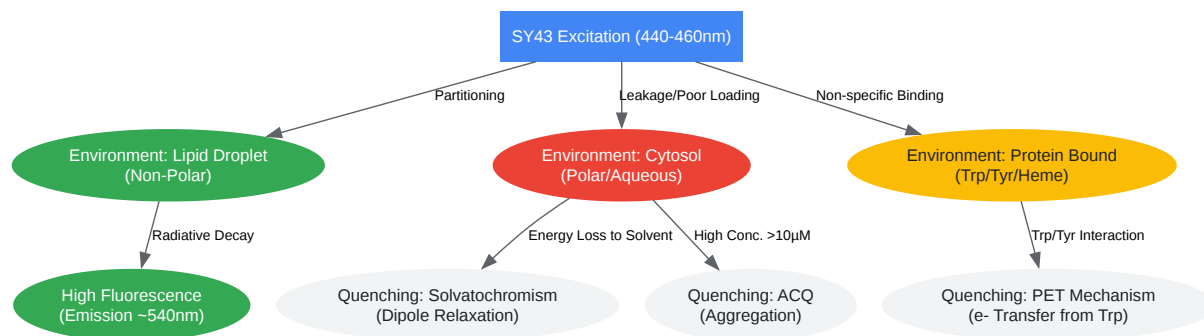 SY43 Excitation (440-460nm)
Partitioning
Leakage/Poor Loading
Non-specific Binding
Environment: Lipid Droplet
(Non-Polar)
Environment: Cytosol
(Polar/Aqueous)
Environment: Protein Bound
(Trp/Tyr/Heme)
Radiative Decay
Energy Loss to Solvent
High Conc. >10μM
Trp/Tyr Interaction
High Fluorescence
(Emission ~540nm)
Quenching: Solvatochromism
(Dipole Relaxation)
Quenching: ACQ
(Aggregation)
Quenching: PET Mechanism
(e- Transfer from Trp)